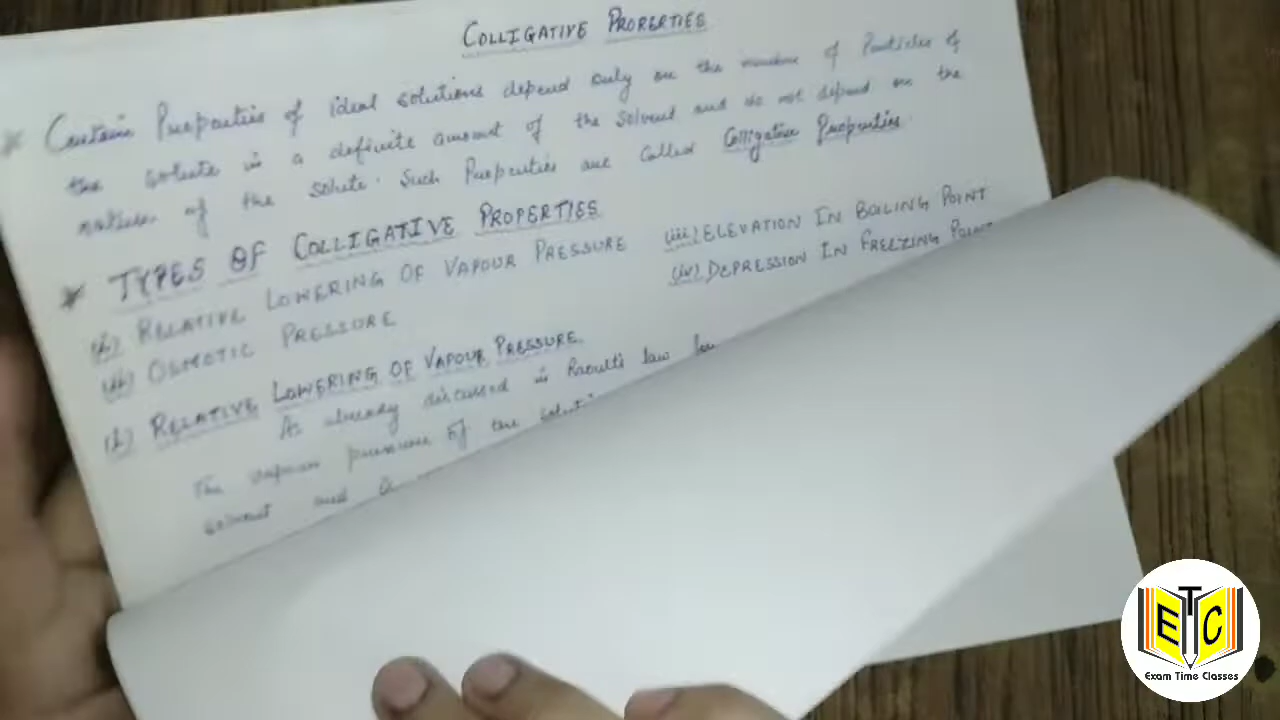 COLLIGATIVE PROPERTIES
* Certain Properties of ideal solutions depend only on the number of Particles of
the solute in a definite amount of the solvent and do not depend on the
nature of the solute. Such Properties are called Colligative Properties.
* TYPES OF COLLIGATIVE PROPERTIES
(i) RELATIVE LOWERING OF VAPOUR PRESSURE (iii) ELEVATION IN BOILING POINT
(ii) OSMOTIC PRESSURE (iv) DEPRESSION IN FREEZING POINT
(i) RELATIVE LOWERING OF VAPOUR PRESSURE.
As already discussed in Raoult's law
The vapour pressure of the
solvent and
ETC
Exam Time Classes